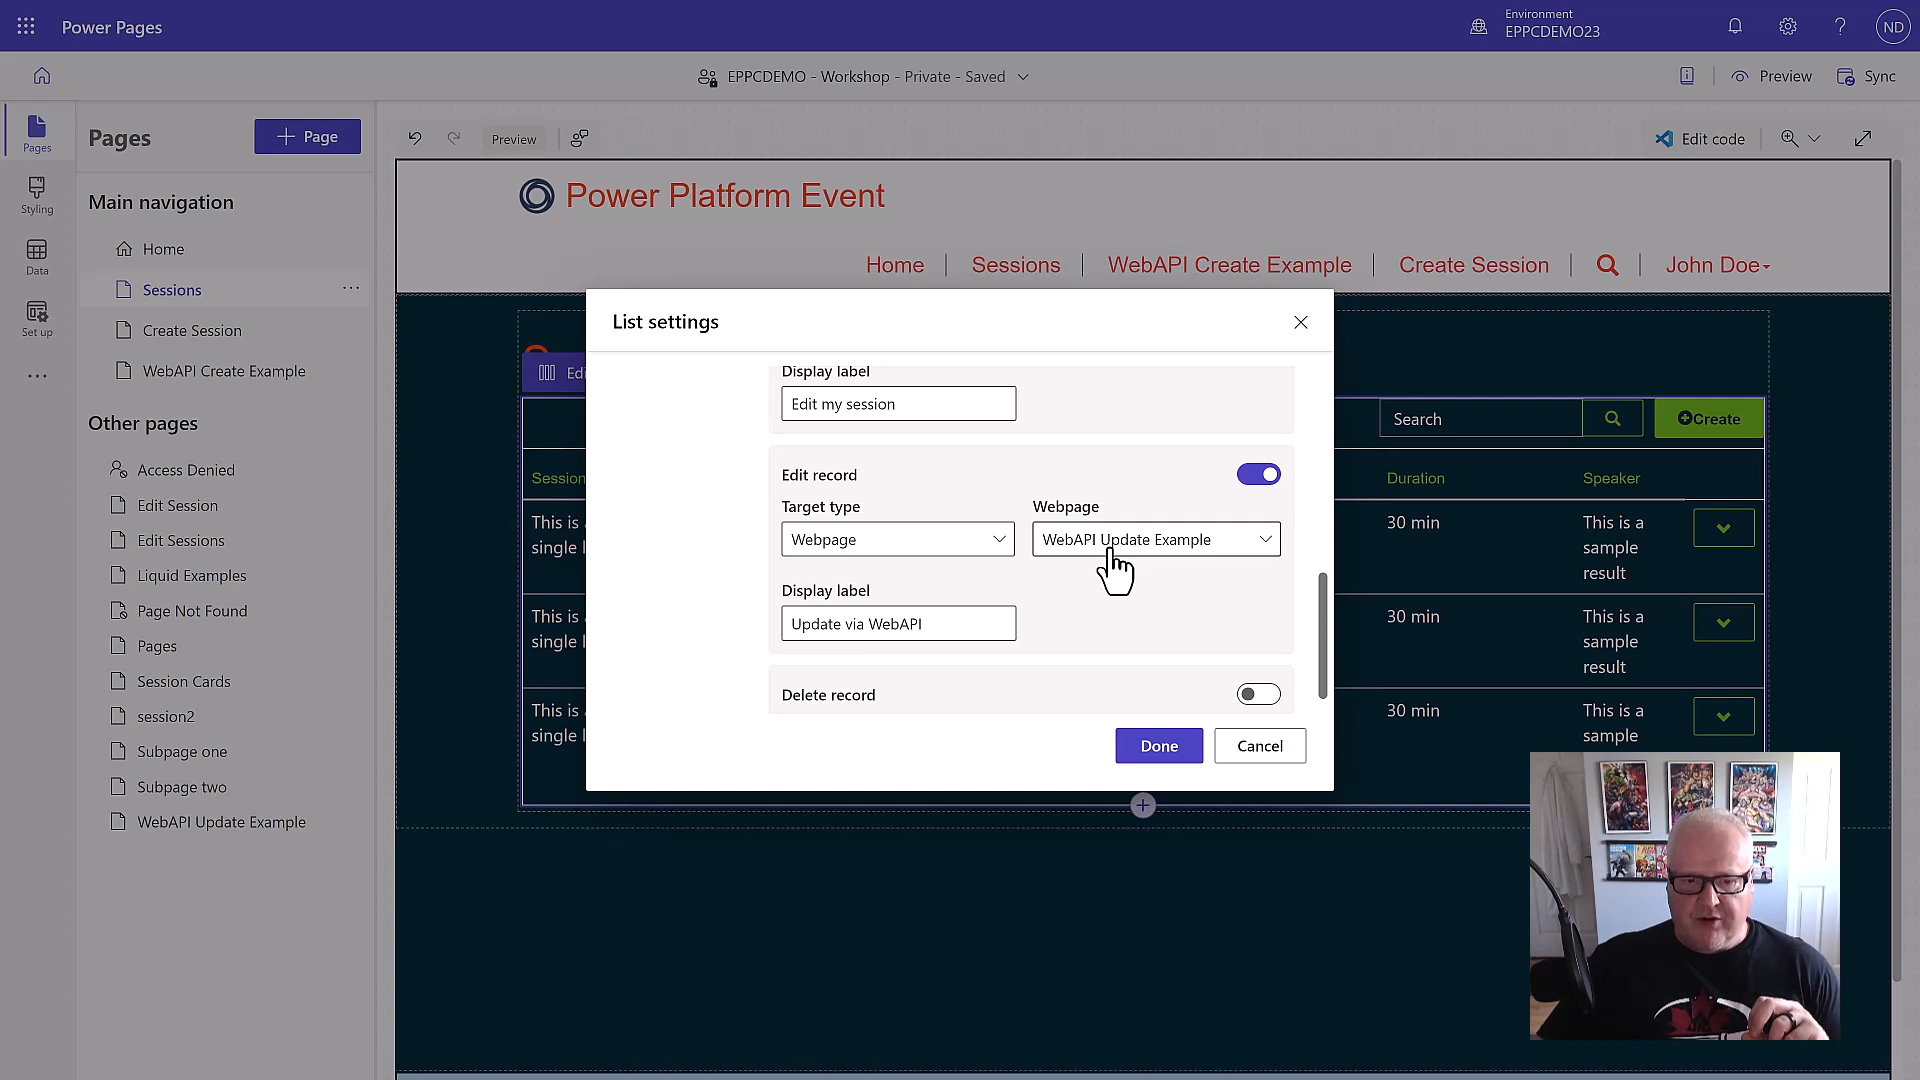 Power Pages
Environment
EPPCDEMO23
ND
EPPCDEMO - Workshop - Private - Saved
Preview
Sync
Pages
Styling
Data
Set up
Pages
Page
Main navigation
Home
Sessions
Create Session
WebAPI Create Example
Other pages
Access Denied
Edit Session
Edit Sessions
Liquid Examples
Page Not Found
Pages
Session Cards
session2
Subpage one
Subpage two
WebAPI Update Example
Preview
Edit code
Power Platform Event
Home
Sessions
WebAPI Create Example
Create Session
John Doe
List settings
Display label
Edit my session
Edit record
Target type
Webpage
Webpage
WebAPI Update Example
Display label
Update via WebAPI
Delete record
Done
Cancel
Search
Create
Session
Duration
Speaker
This is
single
30 min
This is a
sample
result
This is
single
30 min
This is a
sample
result
This is
single
30 min
This is a
sample